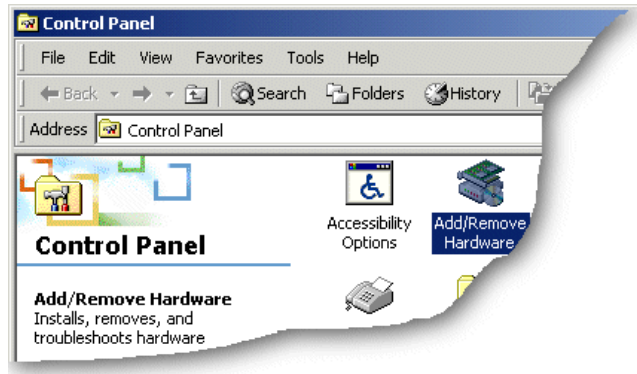 Control Panel
File Edit View Favorites Tools Help
Back Search Folders History
Address Control Panel
Control Panel
Add/Remove Hardware
Installs, removes, and
troubleshoots hardware
Accessibility
Options
Add/Remove
Hardware